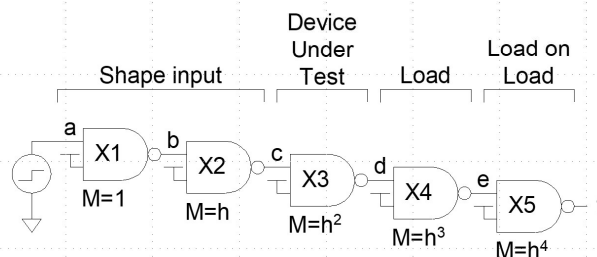 Device
Under
Test
Shape input
Load
Load on
Load
a
b
c
d
e
X1
X2
X3
X4
X5
M=1
M=h
M=h²
M=h³
M=h⁴